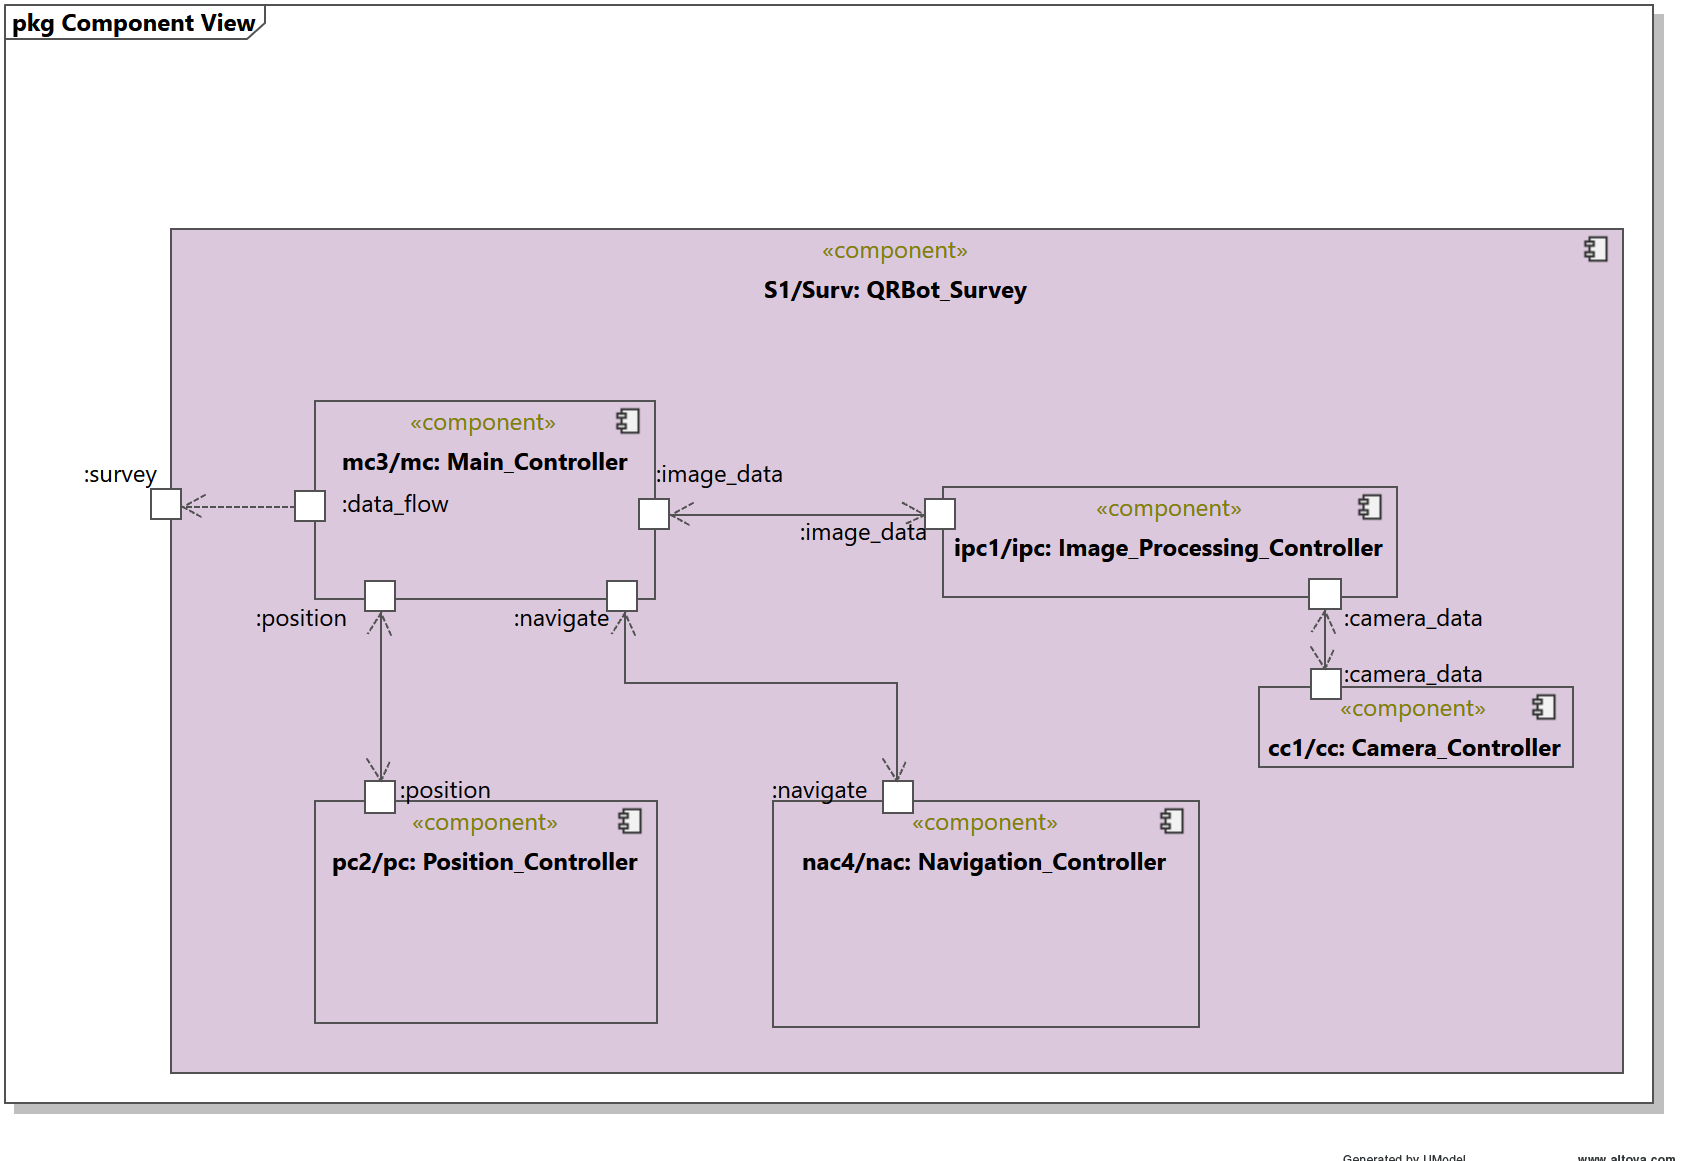 pkg Component View
«component»
S1/Surv: QRBot_Survey
«component»
mc3/mc: Main_Controller
:survey
:data_flow
:image_data
:image_data
«component»
ipc1/ipc: Image_Processing_Controller
:position
:navigate
:camera_data
:camera_data
«component»
cc1/cc: Camera_Controller
:position
«component»
pc2/pc: Position_Controller
:navigate
«component»
nac4/nac: Navigation_Controller
Generated by UModel
www.altova.com